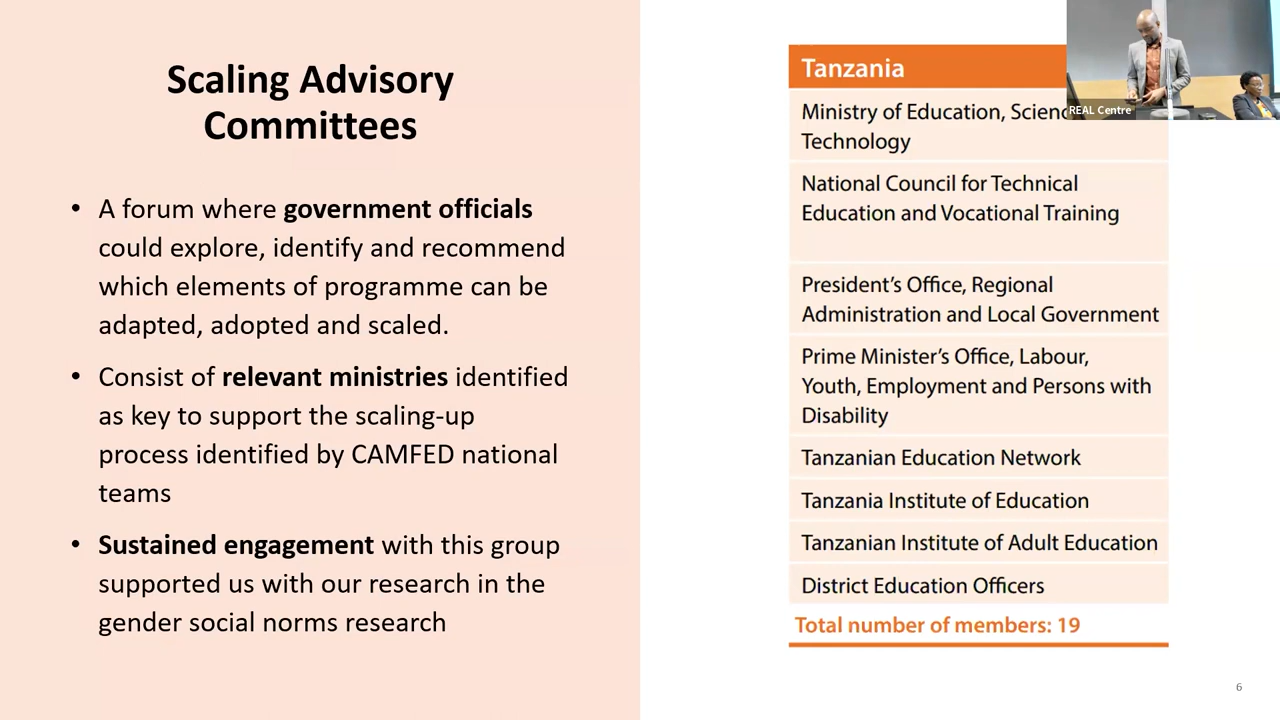 Scaling Advisory
Committees
• A forum where government officials
could explore, identify and recommend
which elements of programme can be
adapted, adopted and scaled.
• Consist of relevant ministries identified
as key to support the scaling-up
process identified by CAMFED national
teams
• Sustained engagement with this group
supported us with our research in the
gender social norms research
Tanzania
Ministry of Education,
Technology
National Council for Technical
Education and Vocational Training
President's Office, Regional
Administration and Local Government
Prime Minister's Office, Labour,
Youth, Employment and Persons with
Disability
Tanzanian Education Network
Tanzania Institute of Education
Tanzanian Institute of Adult Education
District Education Officers
Total number of members: 19
REAL Centre
6